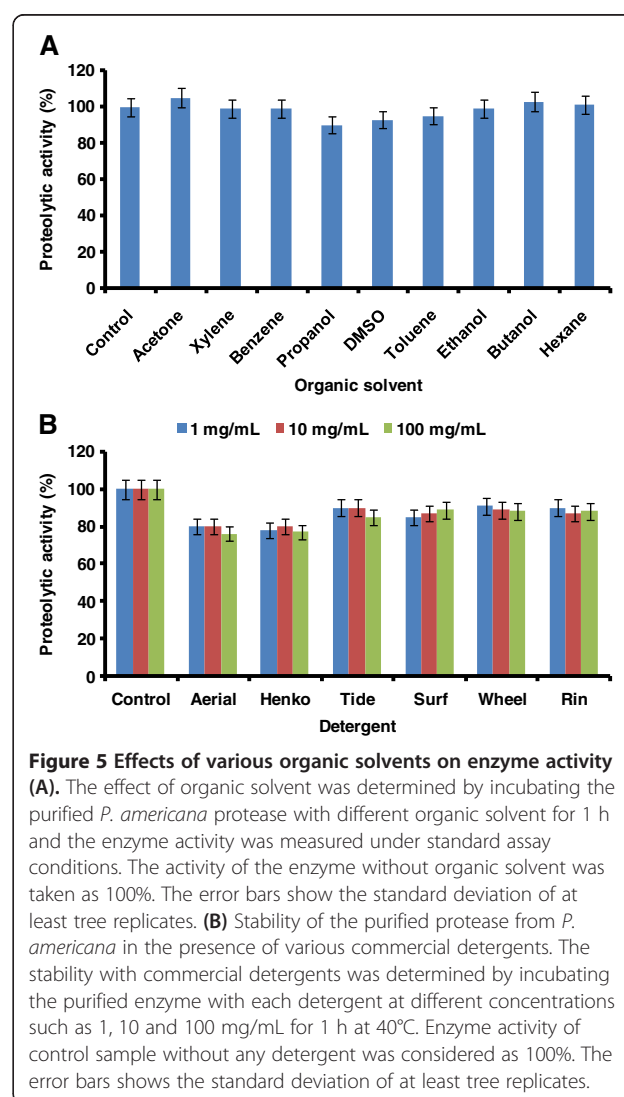 A
120
100
80
60
40
20
0
Proteolytic activity (%)
Control
Acetone
Xylene
Benzene
Propanol
DMSO
Toluene
Ethanol
Butanol
Hexane
Organic solvent
B
1 mg/mL 10 mg/mL 100 mg/mL
120
100
80
60
40
20
0
Proteolytic activity (%)
Control Aerial Henko Tide Surf Wheel Rin
Detergent
Figure 5 Effects of various organic solvents on enzyme activity
(A). The effect of organic solvent was determined by incubating the
purified P. americana protease with different organic solvent for 1 h
and the enzyme activity was measured under standard assay
conditions. The activity of the enzyme without organic solvent was
taken as 100%. The error bars show the standard deviation of at
least tree replicates. (B) Stability of the purified protease from P.
americana in the presence of various commercial detergents. The
stability with commercial detergents was determined by incubating
the purified enzyme with each detergent at different concentrations
such as 1, 10 and 100 mg/mL for 1 h at 40°C. Enzyme activity of
control sample without any detergent was considered as 100%. The
error bars shows the standard deviation of at least tree replicates.